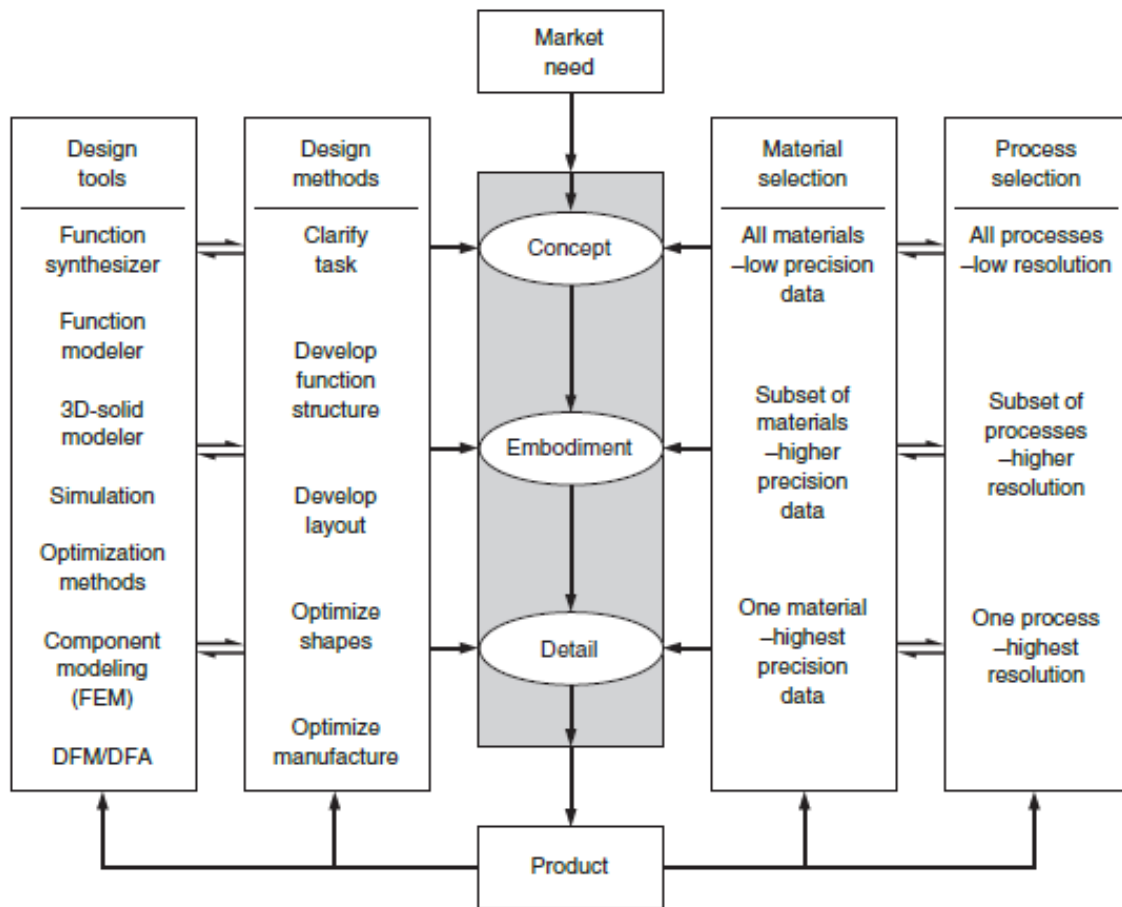 Market
need
Design
tools
Function
synthesizer
Function
modeler
3D-solid
modeler
Simulation
Optimization
methods
Component
modeling
(FEM)
DFM/DFA
Design
methods
Clarify
task
Develop
function
structure
Develop
layout
Optimize
shapes
Optimize
manufacture
Concept
Embodiment
Detail
Material
selection
All materials
–low precision
data
Subset of
materials
–higher
precision
data
One material
–highest
precision
data
Process
selection
All processes
–low resolution
Subset of
processes
–higher
resolution
One process
–highest
resolution
Product